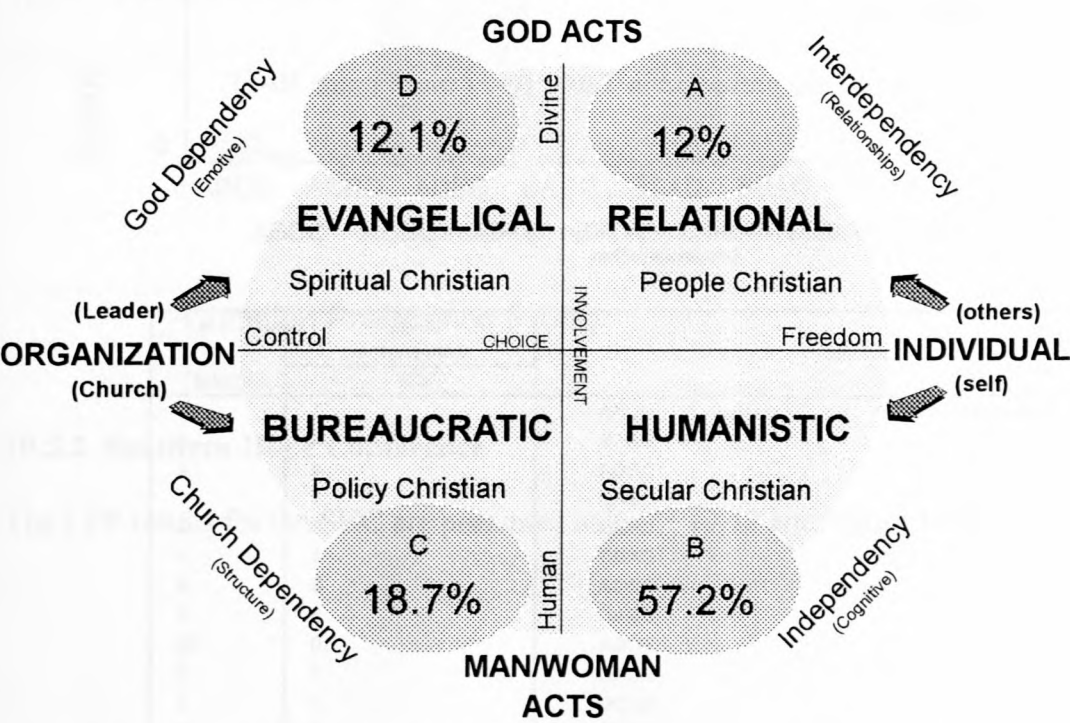 GOD ACTS
God Dependency
(Emotive)
D
12.1%
Divine
A
12%
Interdependency
(Relationships)
EVANGELICAL
RELATIONAL
Spiritual Christian
People Christian
(Leader)
(others)
ORGANIZATION
Control
CHOICE
INVOLVEMENT
Freedom
INDIVIDUAL
(Church)
(self)
BUREAUCRATIC
HUMANISTIC
Policy Christian
Secular Christian
Church Dependency
(Structure)
C
18.7%
Human
B
57.2%
Independency
(Cognitive)
MAN/WOMAN
ACTS